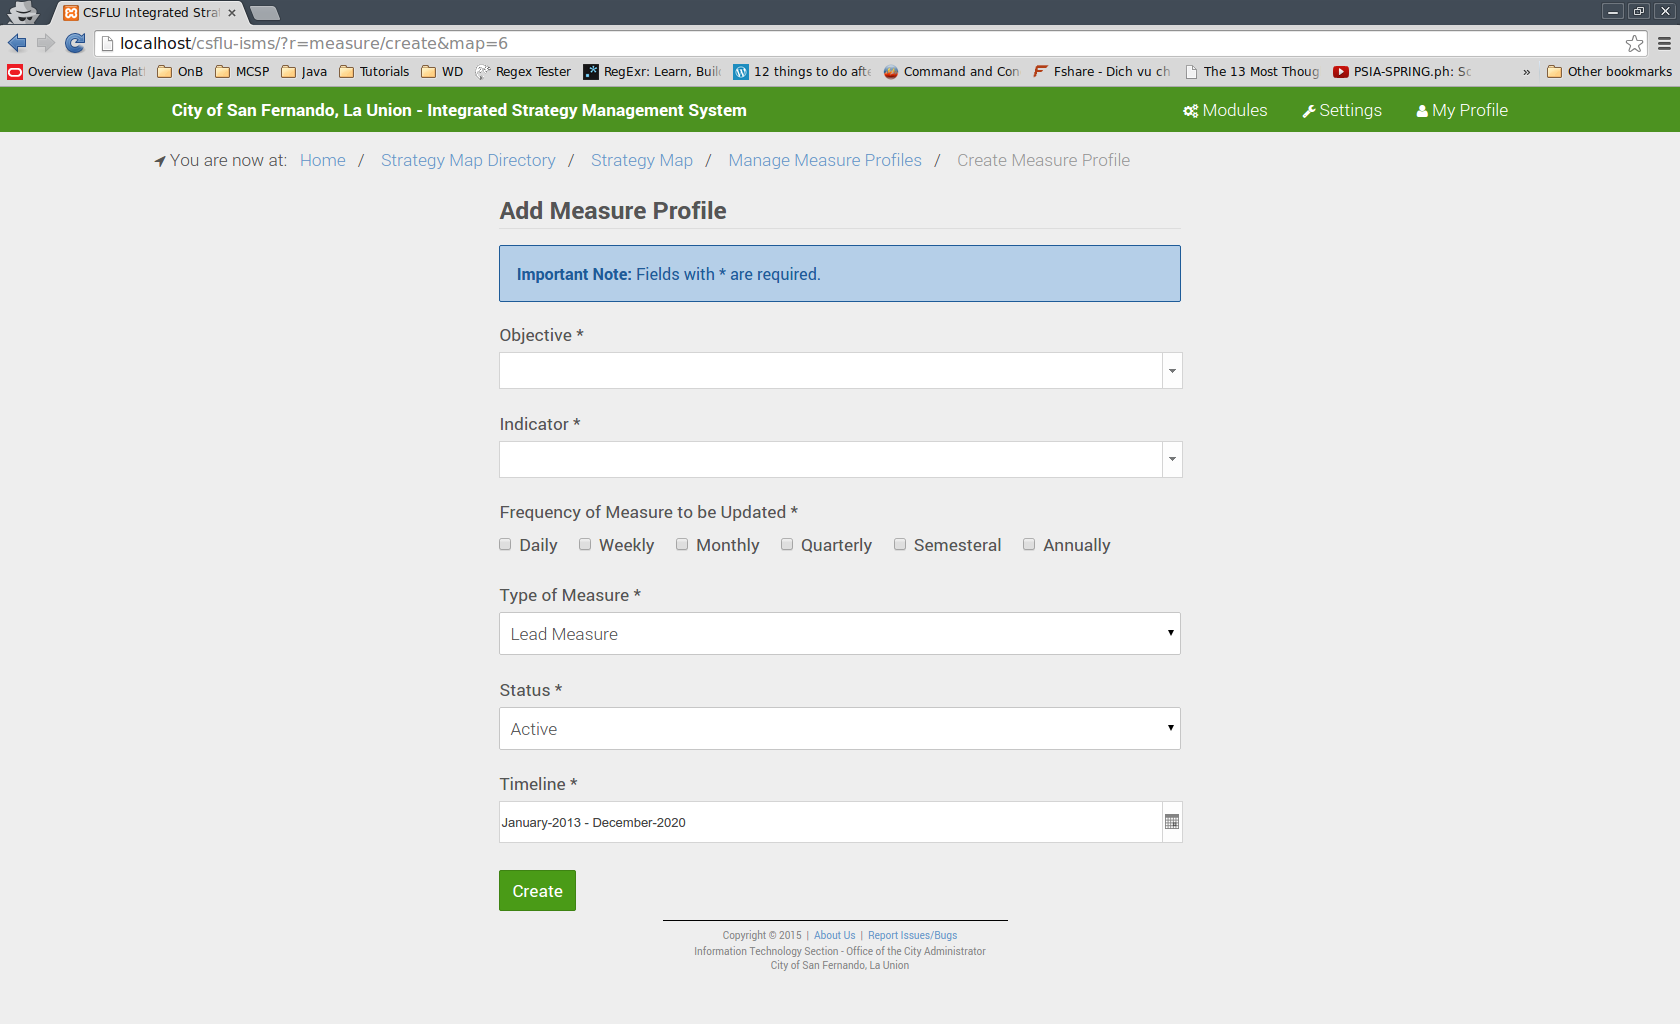 CSFLU Integrated Stra
localhost/csflu-isms/?r=measure/create&map=6
Overview (Java Plat OnB MCSP Java Tutorials WD Regex Tester RegExr: Learn, Buil 12 things to do afte Command and Con Fshare - Dich vu ch The 13 Most Thoug PSIA-SPRING.ph: Sc » Other bookmarks
City of San Fernando, La Union - Integrated Strategy Management System Modules Settings My Profile
You are now at: Home / Strategy Map Directory / Strategy Map / Manage Measure Profiles / Create Measure Profile
Add Measure Profile
Important Note: Fields with * are required.
Objective *
Indicator *
Frequency of Measure to be Updated *
Daily Weekly Monthly Quarterly Semesteral Annually
Type of Measure *
Lead Measure
Status *
Active
Timeline *
January-2013 - December-2020
Create
Copyright © 2015 | About Us | Report Issues/Bugs
Information Technology Section - Office of the City Administrator
City of San Fernando, La Union